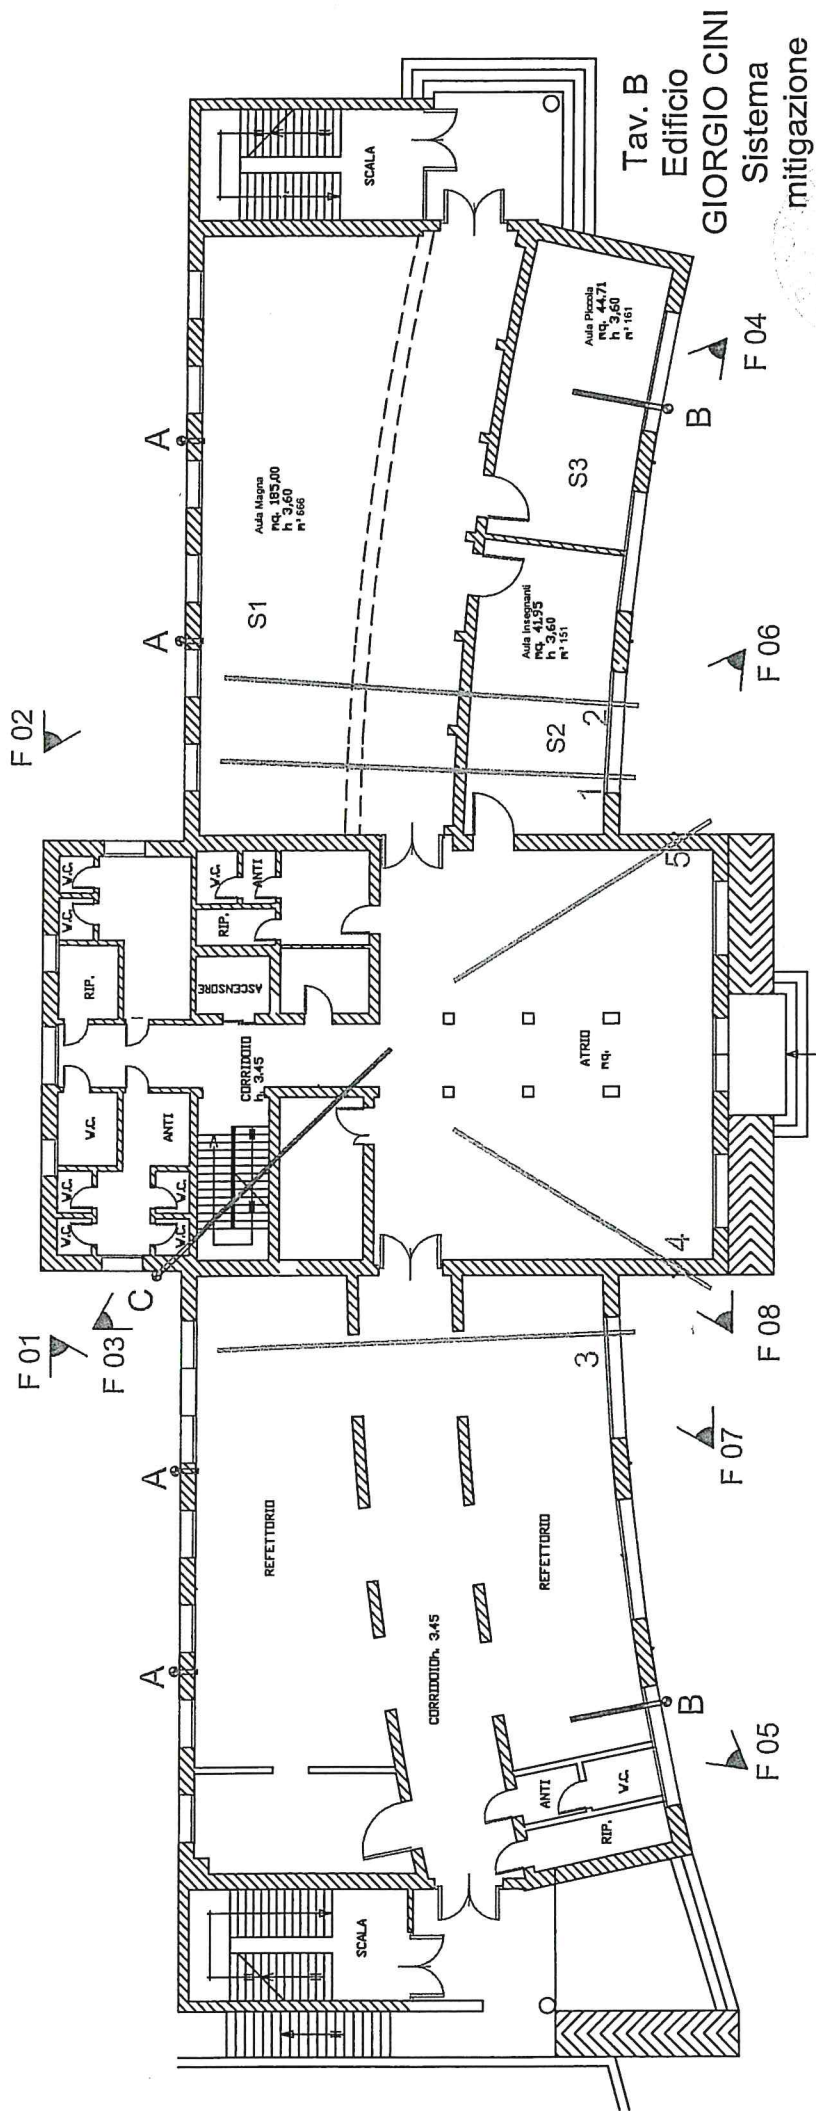 Tav. B
Edificio
GIORGIO CINI
Sistema
mitigazione
F 01
F 03
F 02
A
A
A
A
C
W.C.
W.C.
W.C.
W.C.
W.C.
RIP.
W.C.
W.C.
ANTI
CORRIDOIO
h. 3.45
ASCENSORE
RIP.
W.C.
ANTI
SCALA
REFETTORIO
CORRIDOIO h. 3.45
REFETTORIO
ANTI
W.C.
RIP.
ATRIO
mq.
S1
Aula Magna
mq. 185,00
h 3,60
m³ 666
SCALA
S2
Aula Insegnanti
mq. 41.95
h 3,60
m³ 151
S3
Aula Piccola
mq. 44.71
h 3,60
m³ 161
3
4
5
1
2
B
B
F 05
F 07
F 08
F 06
F 04